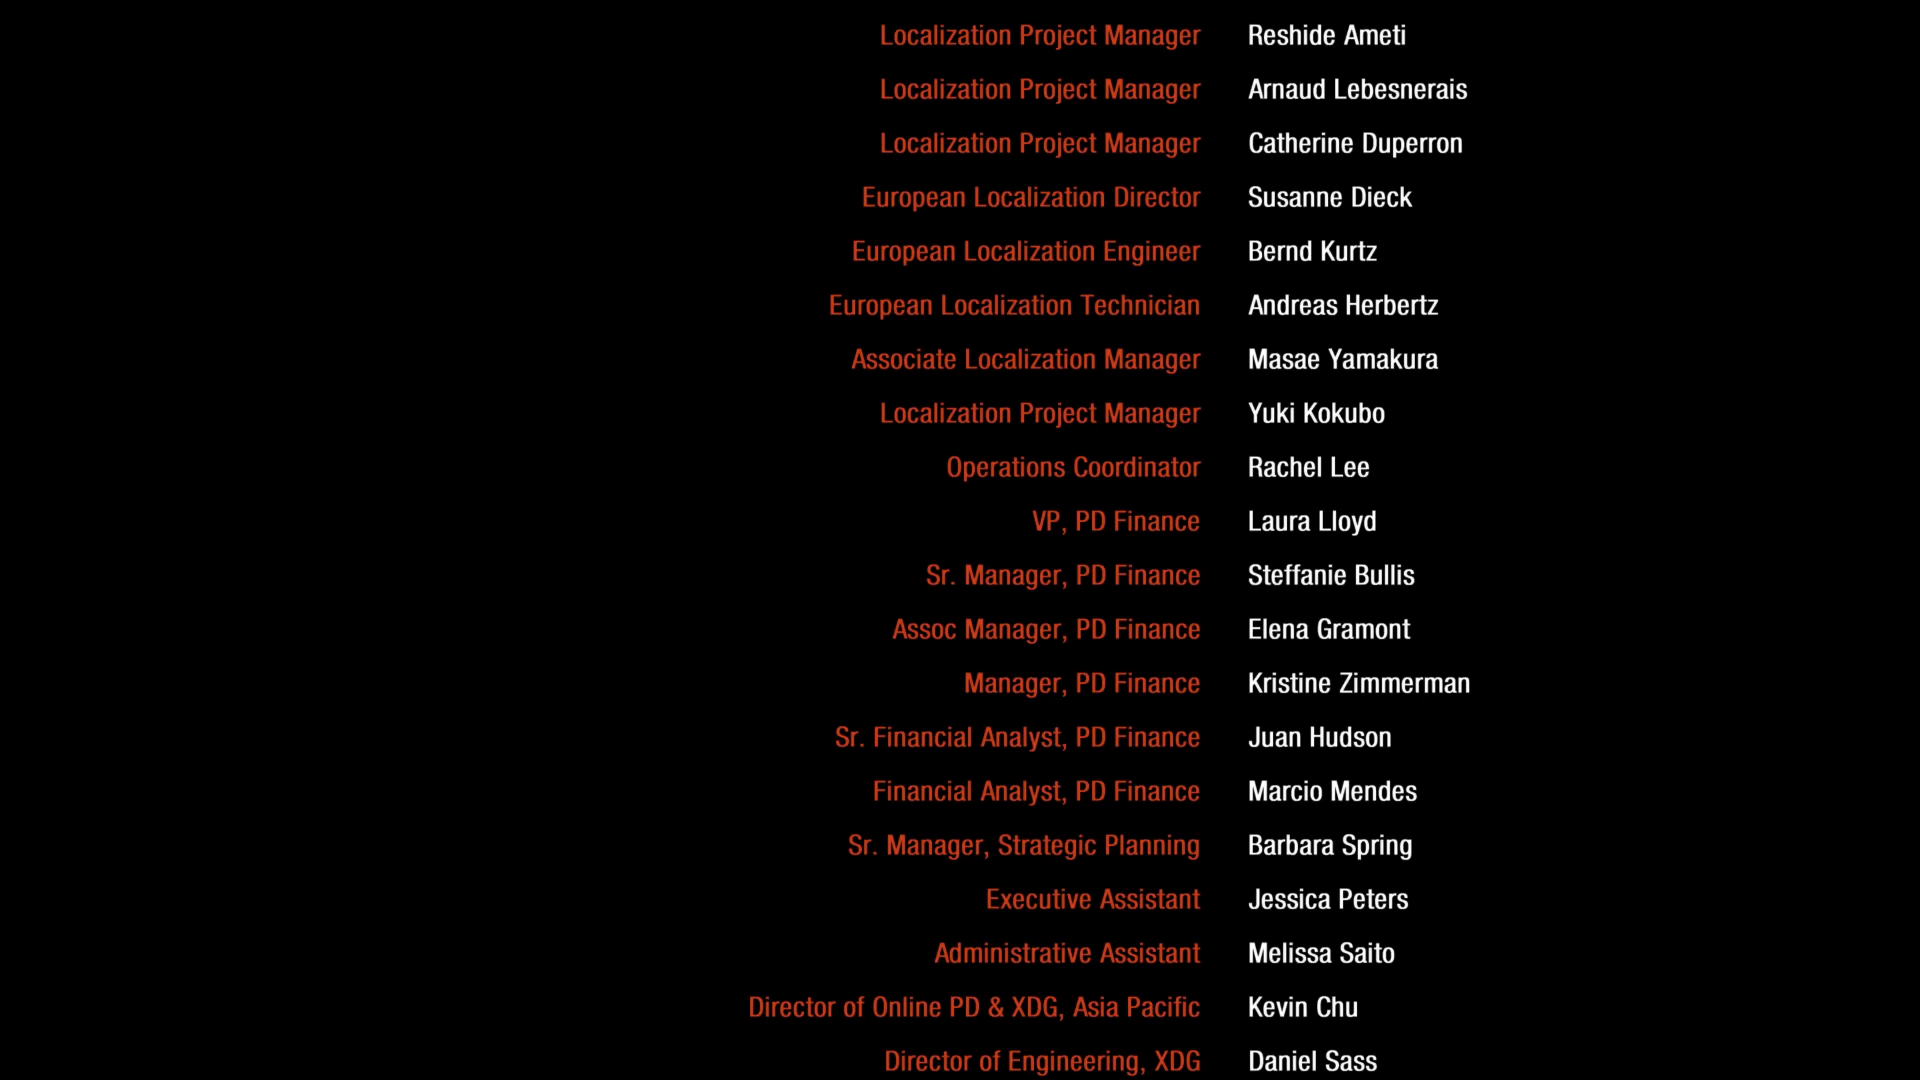 Localization Project Manager Reshide Ameti
Localization Project Manager Arnaud Lebesnerais
Localization Project Manager Catherine Duperron
European Localization Director Susanne Dieck
European Localization Engineer Bernd Kurtz
European Localization Technician Andreas Herbertz
Associate Localization Manager Masae Yamakura
Localization Project Manager Yuki Kokubo
Operations Coordinator Rachel Lee
VP, PD Finance Laura Lloyd
Sr. Manager, PD Finance Steffanie Bullis
Assoc Manager, PD Finance Elena Gramont
Manager, PD Finance Kristine Zimmerman
Sr. Financial Analyst, PD Finance Juan Hudson
Financial Analyst, PD Finance Marcio Mendes
Sr. Manager, Strategic Planning Barbara Spring
Executive Assistant Jessica Peters
Administrative Assistant Melissa Saito
Director of Online PD & XDG, Asia Pacific Kevin Chu
Director of Engineering, XDG Daniel Sass